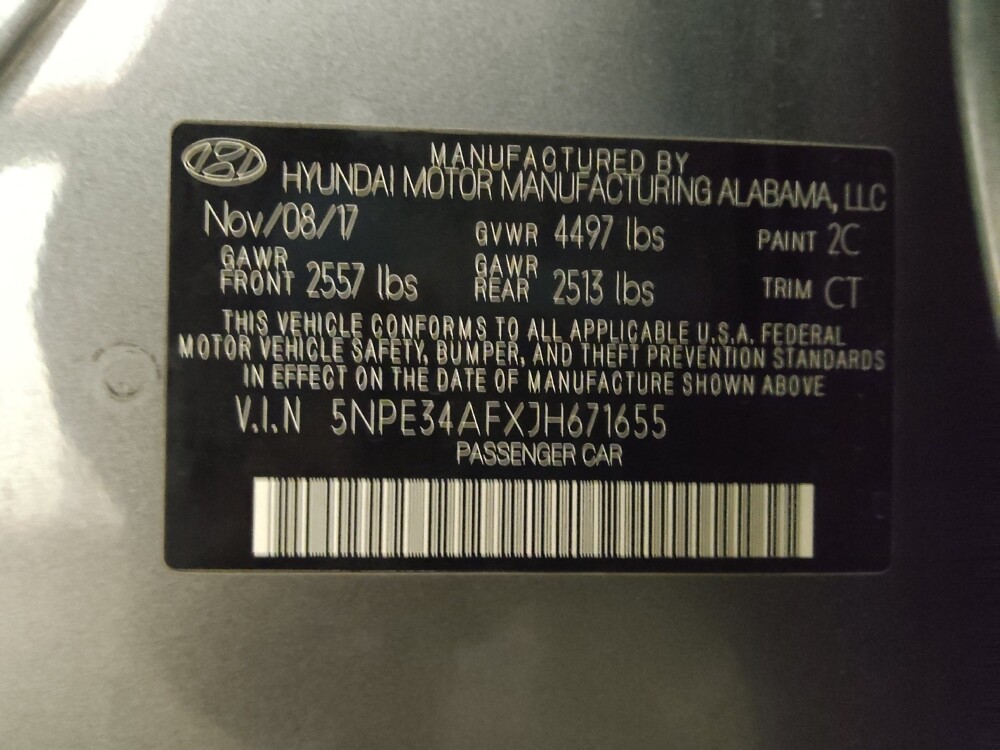 MANUFACTURED BY
HYUNDAI MOTOR MANUFACTURING ALABAMA, LLC
Nov/08/17 GVWR 4497 lbs PAINT 2C
GAWR FRONT 2557 lbs GAWR REAR 2513 lbs TRIM CT
THIS VEHICLE CONFORMS TO ALL APPLICABLE U.S.A. FEDERAL
MOTOR VEHICLE SAFETY, BUMPER, AND THEFT PREVENTION STANDARDS
IN EFFECT ON THE DATE OF MANUFACTURE SHOWN ABOVE
V.I.N 5NPE34AFXJH671655
PASSENGER CAR